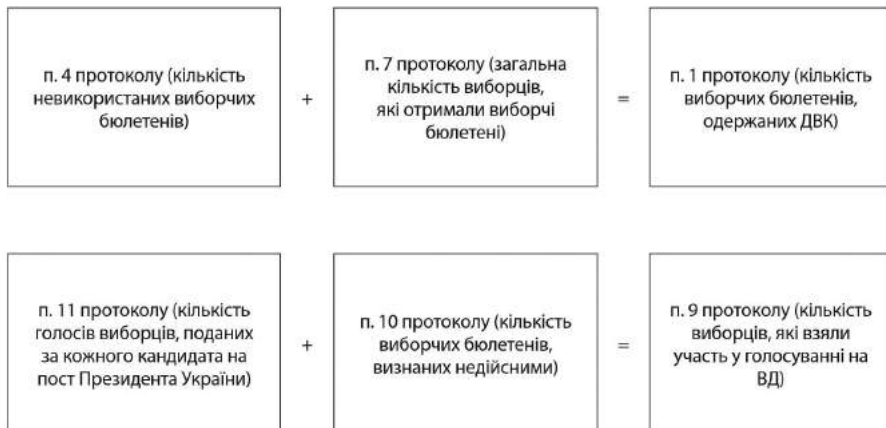 п. 4 протоколу (кількість
невикористаних виборчих
бюлетенів)
+
п. 7 протоколу (загальна
кількість виборців,
які отримали виборчі
бюлетені)
=
п. 1 протоколу (кількість
виборчих бюлетенів,
одержаних ДВК)
п. 11 протоколу (кількість
голосів виборців, поданих
за кожного кандидата на
пост Президента України)
+
п. 10 протоколу (кількість
виборчих бюлетенів,
визнаних недійсними)
=
п. 9 протоколу (кількість
виборців, які взяли
участь у голосуванні на
ВД)